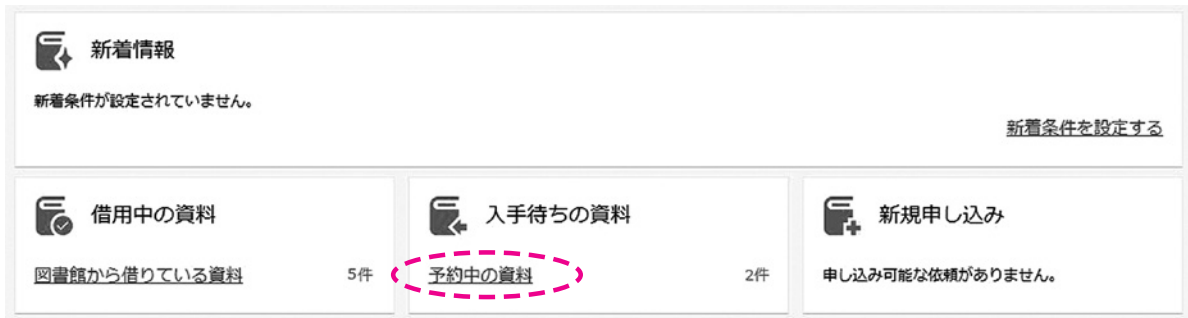 新着情報
新着条件が設定されていません。
新着条件を設定する
借用中の資料
図書館から借りている資料 5件
入手待ちの資料
予約中の資料 2件
新規申し込み
申し込み可能な依頼がありません。